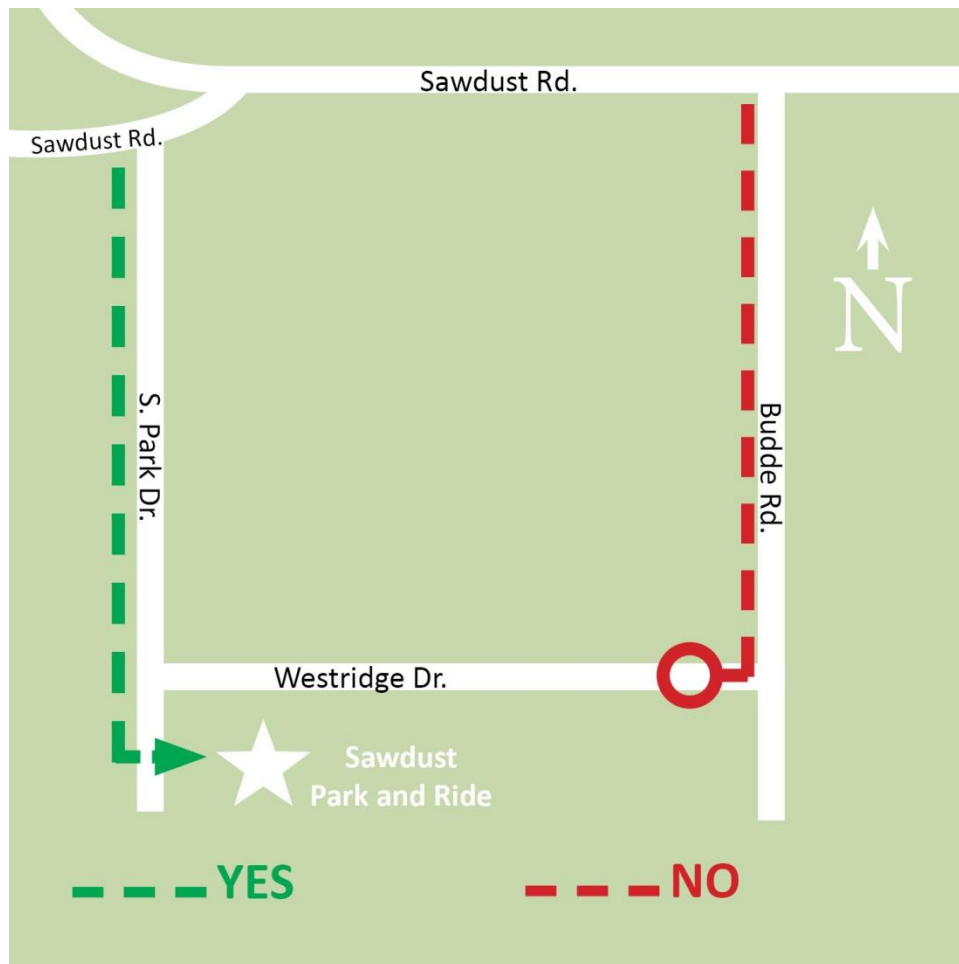 Sawdust Rd.
Sawdust Rd.
N
S. Park Dr.
Budde Rd.
Westridge Dr.
Sawdust
Park and Ride
YES
NO